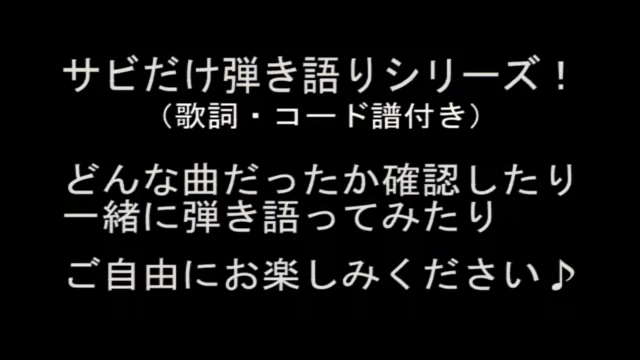 サビだけ弾き語りシリーズ！
（歌詞・コード譜付き）
どんな曲だったか確認したり
一緒に弾き語ってみたり
ご自由にお楽しみください♪